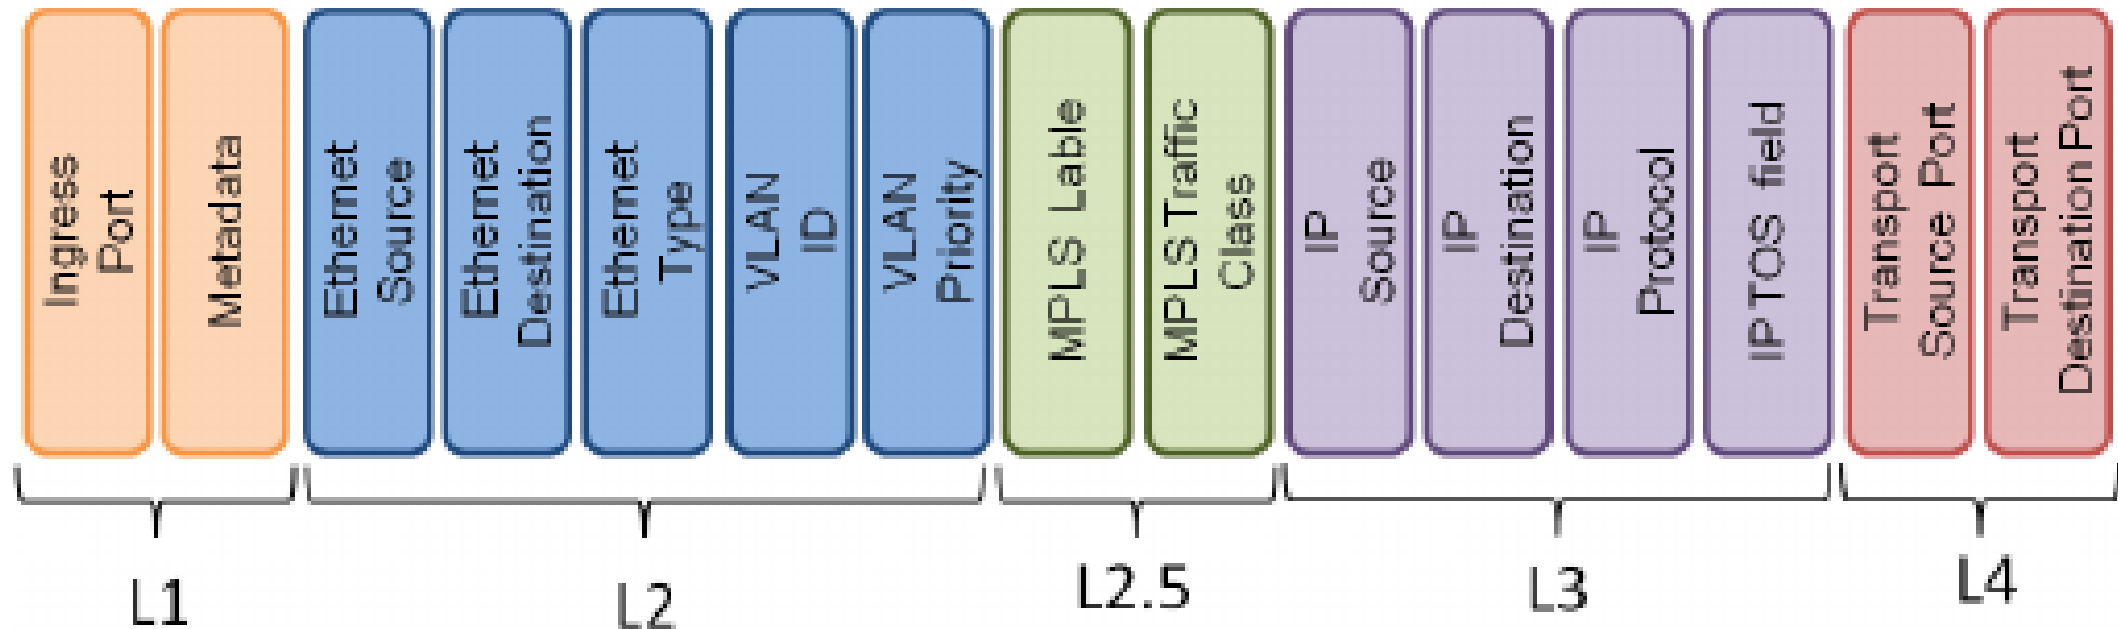 Ingress
Port
Metadata
Ethernet
Source
Ethernet
Destination
Ethernet
Type
VLAN
ID
VLAN
Priority
MPLS Lable
MPLS Traffic
Class
IP
Source
IP
Destination
IP
Protocol
IP TOS field
Transport
Source Port
Transport
Destination Port
L1
L2
L2.5
L3
L4